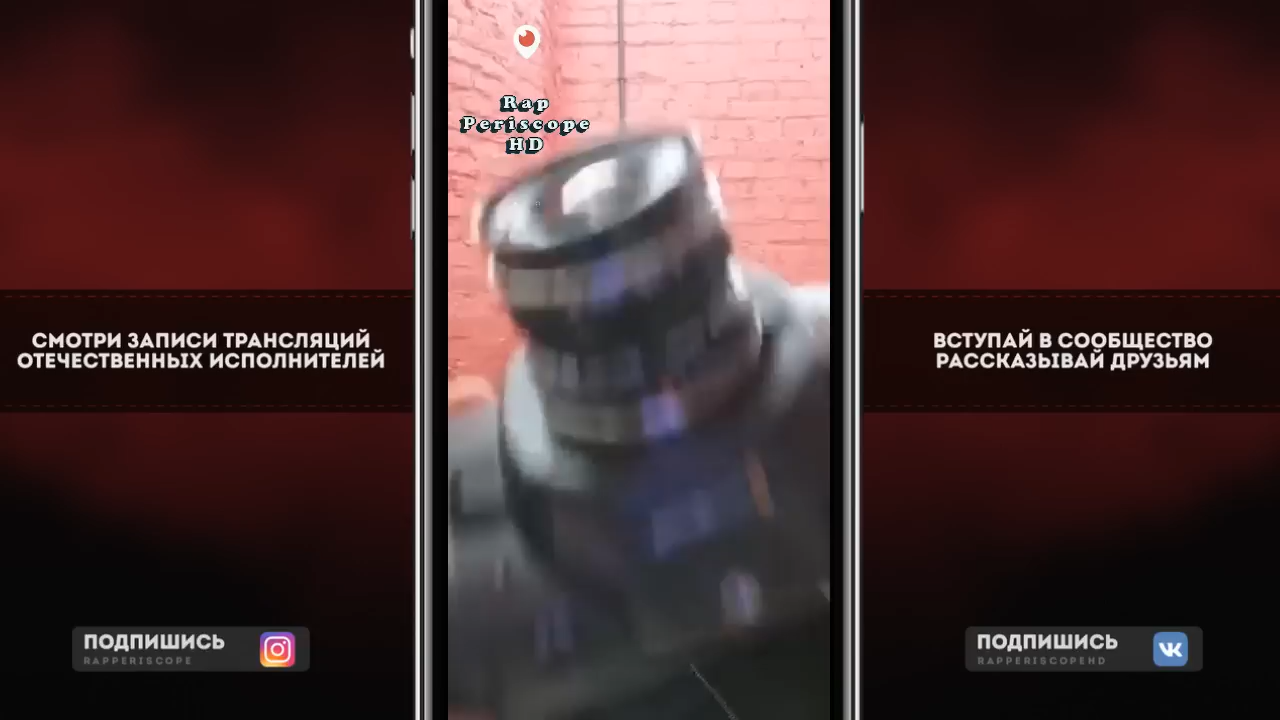 Rap
Periscope
HD
СМОТРИ ЗАПИСИ ТРАНСЛЯЦИЙ
ОТЕЧЕСТВЕННЫХ ИСПОЛНИТЕЛЕЙ
ВСТУПАЙ В СООБЩЕСТВО
РАССКАЗЫВАЙ ДРУЗЬЯМ
ПОДПИШИСЬ
RAPPERISCOPE
ПОДПИШИСЬ
RAPPERISCOPEHD